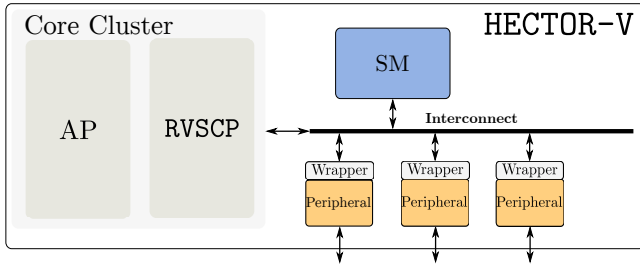 HECTOR-V
Core Cluster
AP
RVSCP
SM
Interconnect
Wrapper
Peripheral
Wrapper
Peripheral
Wrapper
Peripheral